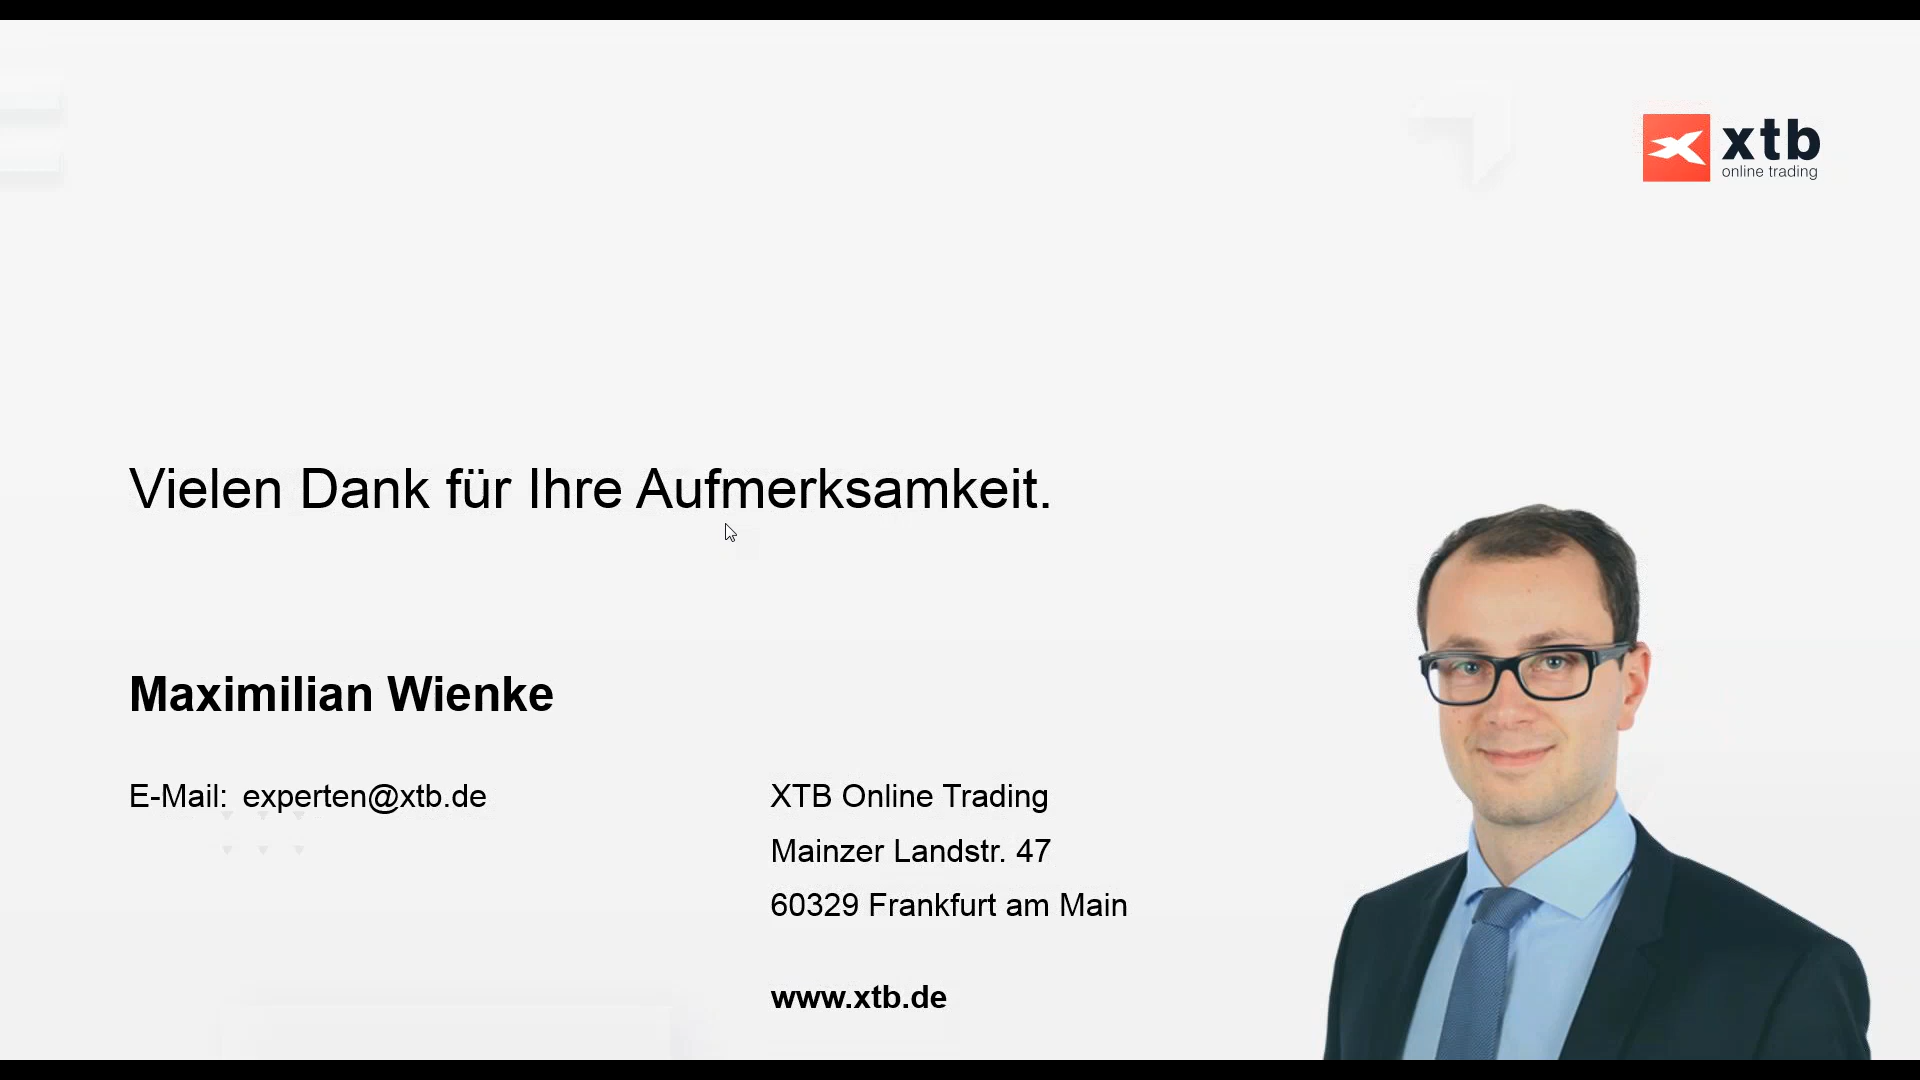 xtb
online trading
Vielen Dank für Ihre Aufmerksamkeit.
Maximilian Wienke
E-Mail: experten@xtb.de
XTB Online Trading
Mainzer Landstr. 47
60329 Frankfurt am Main
www.xtb.de